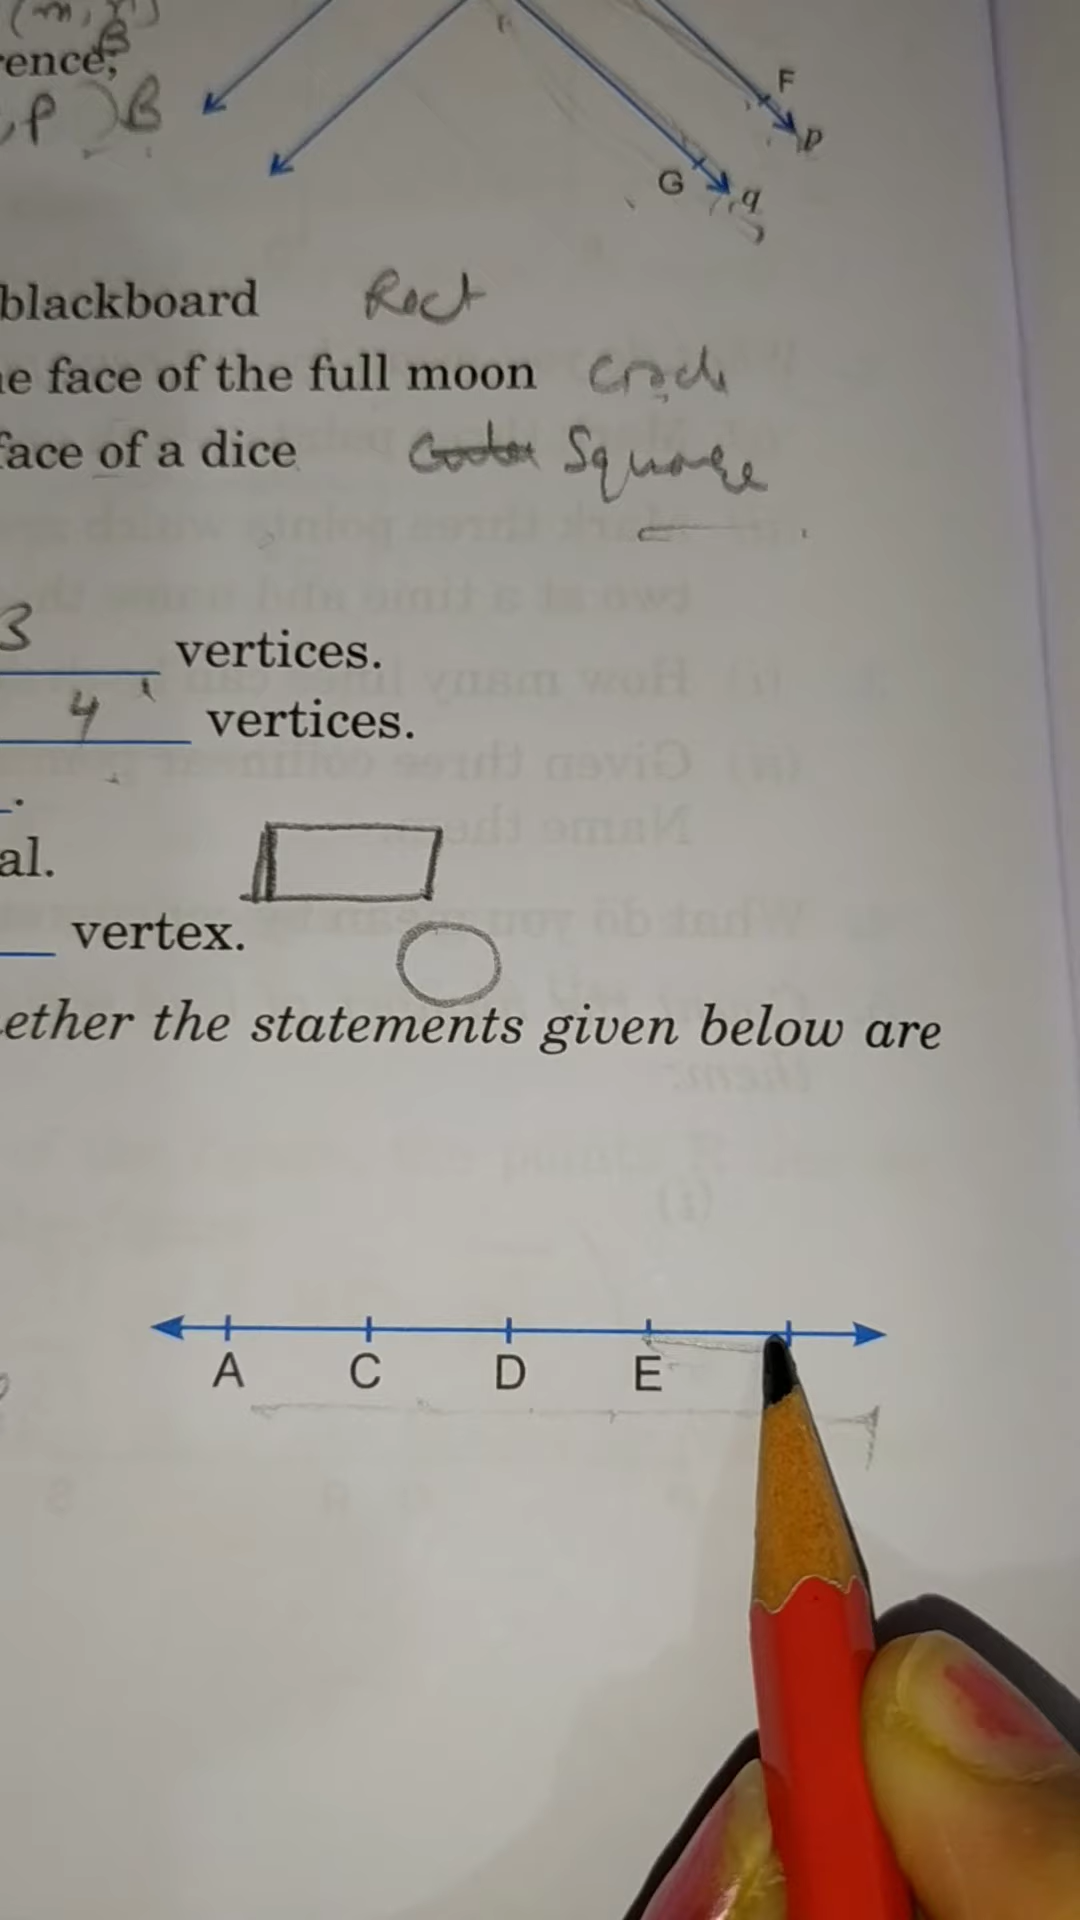 (m,
B
ence;
, P ) B
F
p
G
q
blackboard Rect
e face of the full moon
face of a dice Square
3 vertices.
4 vertices.
al.
vertex.
ether the statements given below are
A C D E